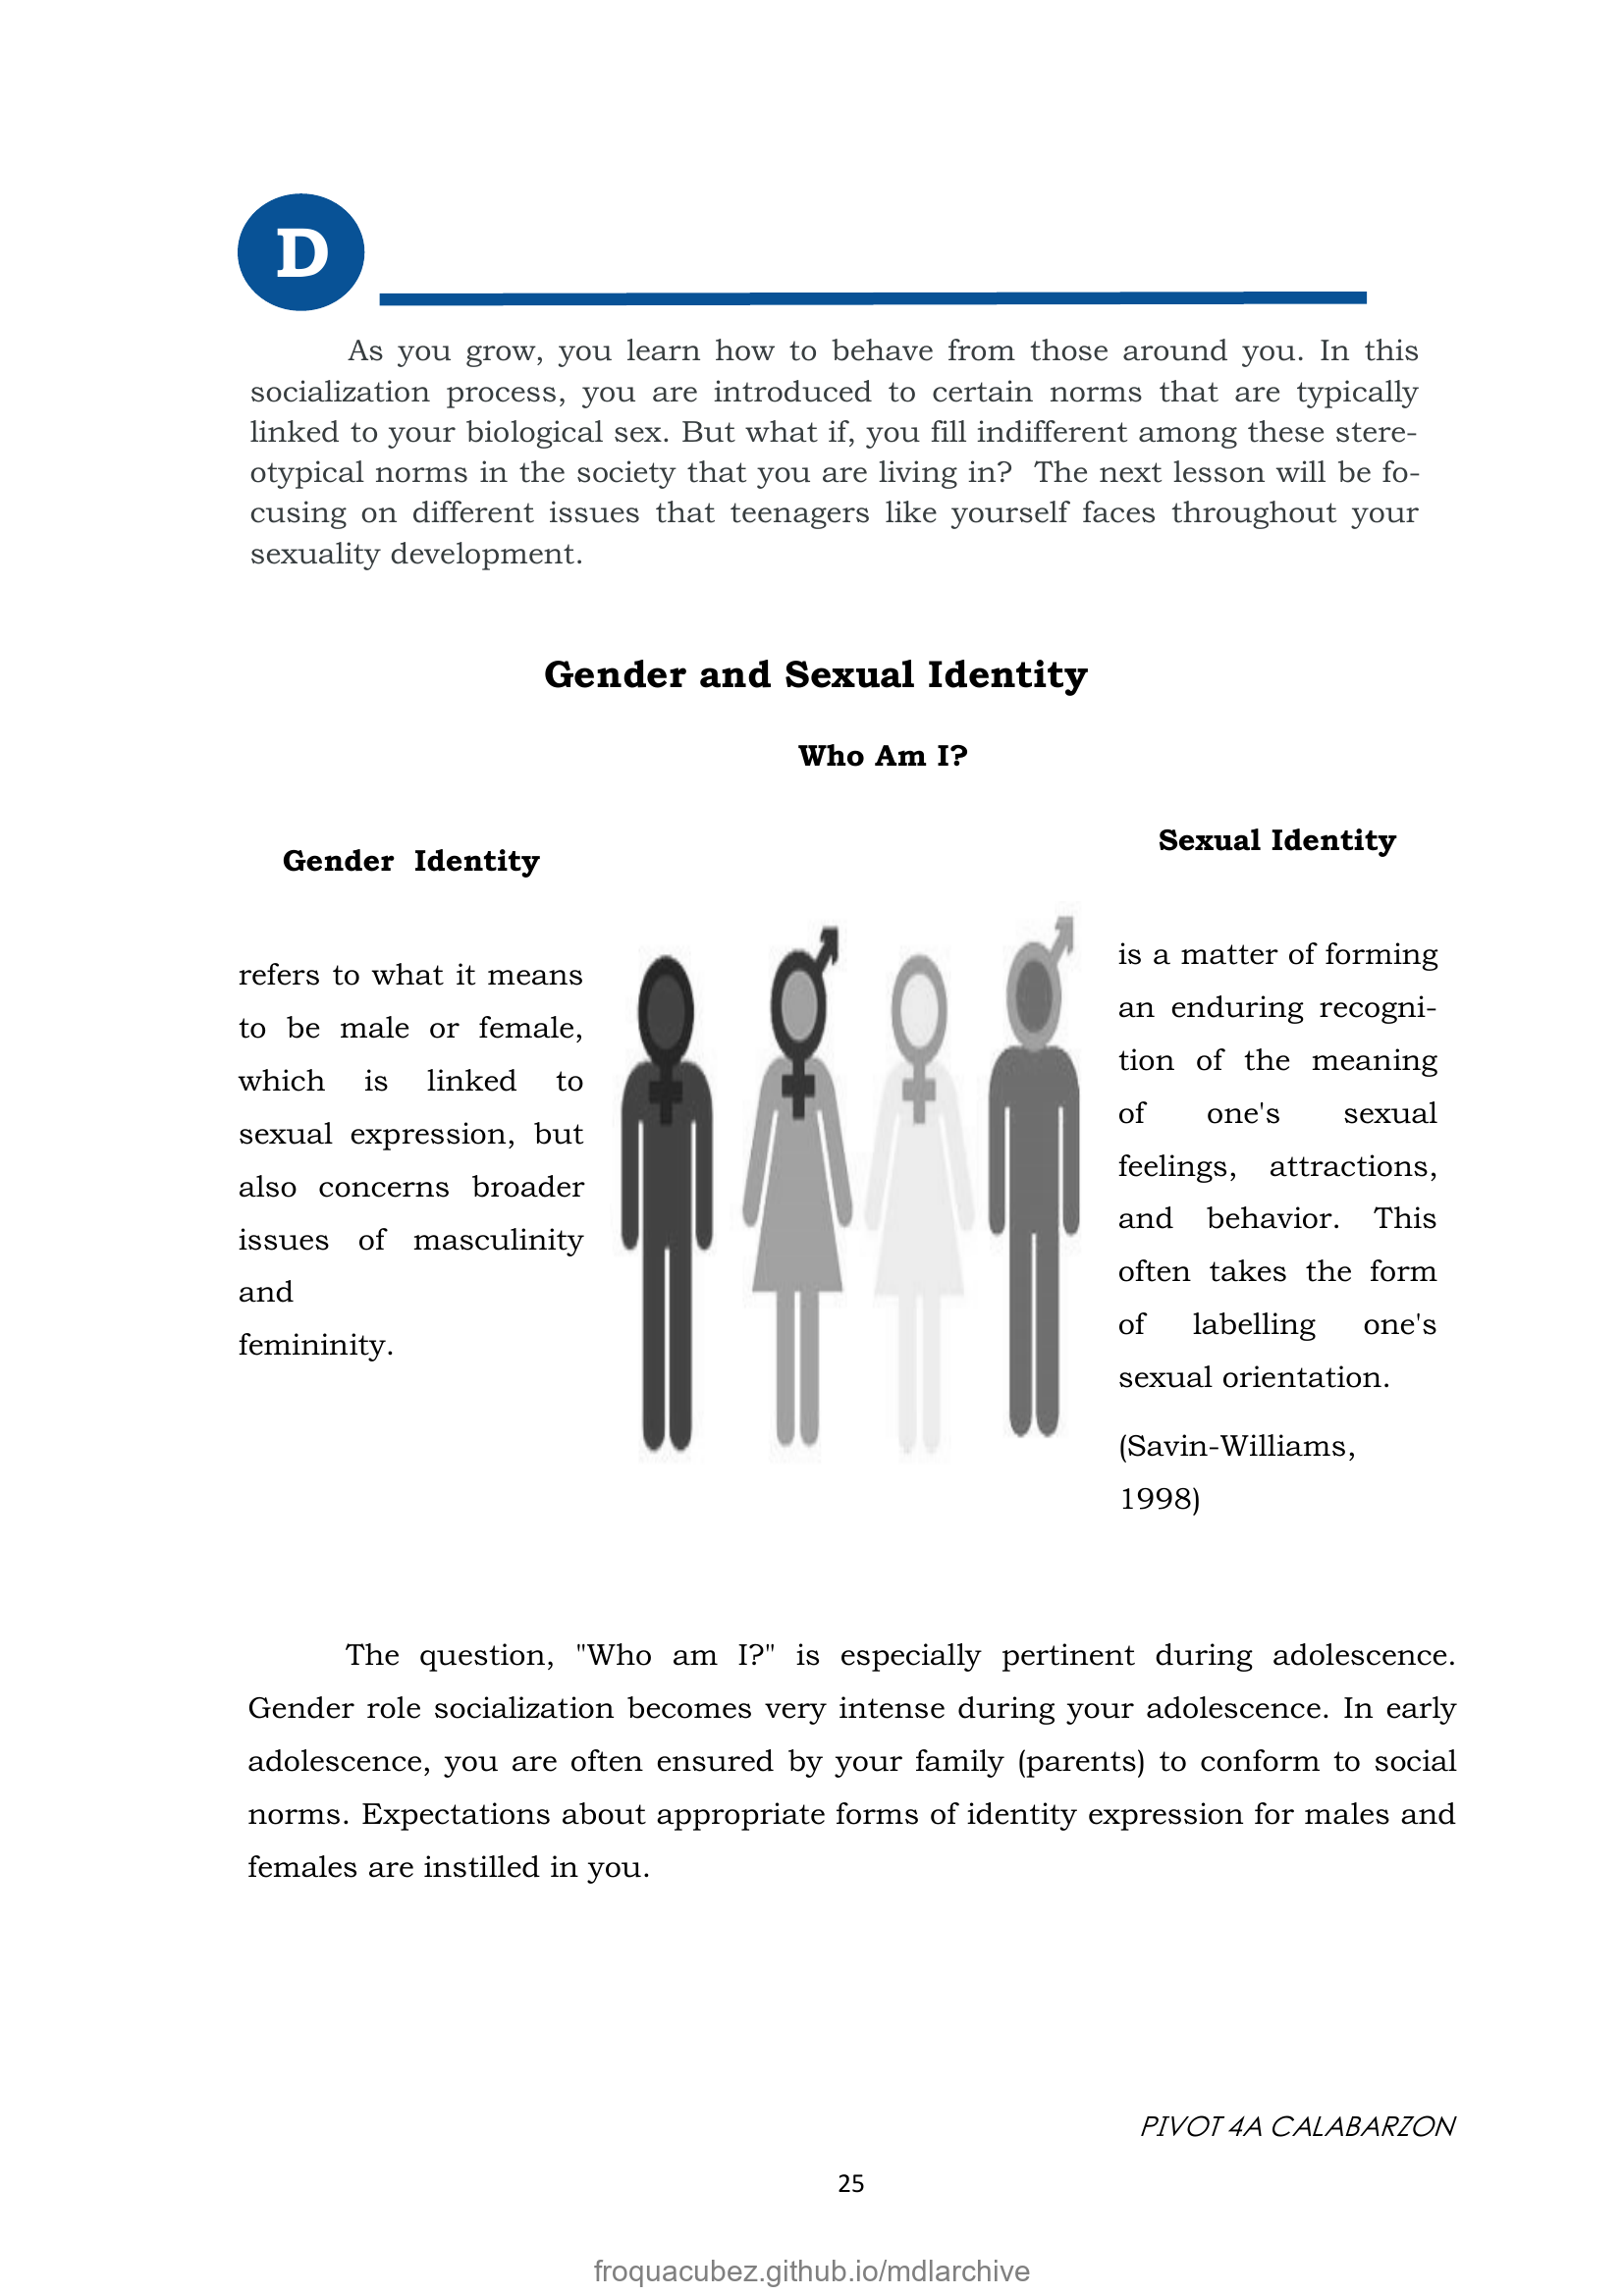 D
As you grow, you learn how to behave from those around you. In this
socialization process, you are introduced to certain norms that are typically
linked to your biological sex. But what if, you fill indifferent among these stere-
otypical norms in the society that you are living in?  The next lesson will be fo-
cusing on different issues that teenagers like yourself faces throughout your
sexuality development.
Gender and Sexual Identity
Who Am I?
Gender  Identity
refers to what it means
to be male or female,
which is linked to
sexual expression, but
also concerns broader
issues of masculinity
and
femininity.
Sexual Identity
is a matter of forming
an enduring recogni-
tion of the meaning
of one's sexual
feelings, attractions,
and behavior. This
often takes the form
of labelling one's
sexual orientation.
(Savin-Williams,
1998)
The question, "Who am I?" is especially pertinent during adolescence.
Gender role socialization becomes very intense during your adolescence. In early
adolescence, you are often ensured by your family (parents) to conform to social
norms. Expectations about appropriate forms of identity expression for males and
females are instilled in you.
PIVOT 4A CALABARZON
25
froquacubez.github.io/mdlarchive